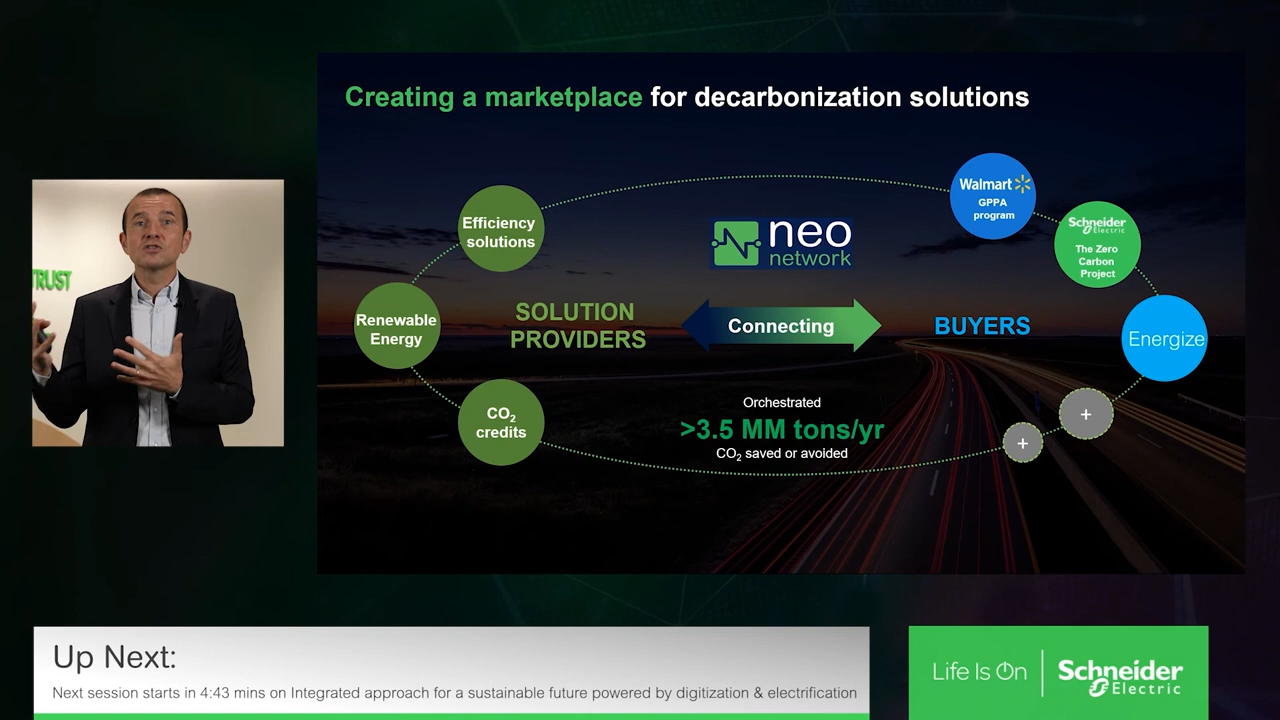 Creating a marketplace for decarbonization solutions
TRUST
Efficiency
solutions
Renewable
Energy
CO₂
credits
SOLUTION
PROVIDERS
neo
network
Connecting
Orchestrated
>3.5 MM tons/yr
CO₂ saved or avoided
BUYERS
Walmart
GPPA
program
Schneider
Electric
The Zero
Carbon
Project
Energize
+
+
Up Next:
Next session starts in 4:43 mins on Integrated approach for a sustainable future powered by digitization & electrification
Life Is On
Schneider
Electric